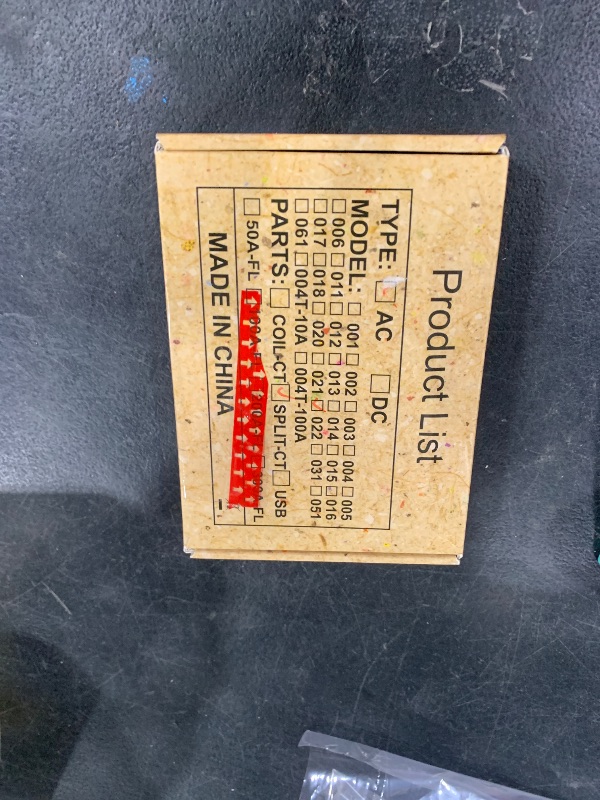 Product List
TYPE: ☐ AC ☐ DC
MODEL: ☐ 001 ☐ 002 ☐ 003 ☐ 004 ☐ 005
☐ 006 ☐ 011 ☐ 012 ☐ 013 ☐ 014 ☐ 015 ☐ 016
☐ 017 ☐ 018 ☐ 020 ☐ 021 ☑ 022 ☐ 031 ☐ 051
☐ 061 ☐ 004T-10A ☐ 004T-100A
PARTS: ☐ COIL-CT ☑ SPLIT-CT ☐ USB
☐ 50A-FL
MADE IN CHINA